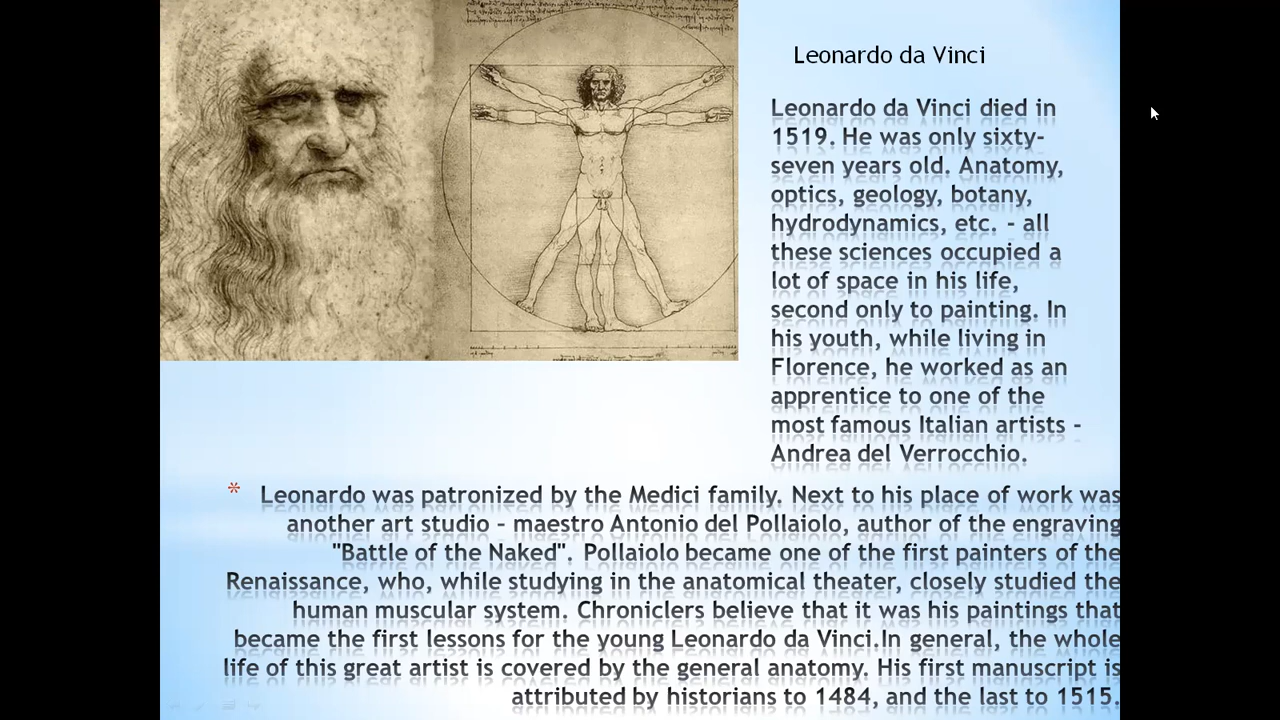 Leonardo da Vinci
Leonardo da Vinci died in
1519. He was only sixty-
seven years old. Anatomy,
optics, geology, botany,
hydrodynamics, etc. - all
these sciences occupied a
lot of space in his life,
second only to painting. In
his youth, while living in
Florence, he worked as an
apprentice to one of the
most famous Italian artists -
Andrea del Verrocchio.
* Leonardo was patronized by the Medici family. Next to his place of work was
another art studio - maestro Antonio del Pollaiolo, author of the engraving
"Battle of the Naked". Pollaiolo became one of the first painters of the
Renaissance, who, while studying in the anatomical theater, closely studied the
human muscular system. Chroniclers believe that it was his paintings that
became the first lessons for the young Leonardo da Vinci.In general, the whole
life of this great artist is covered by the general anatomy. His first manuscript is
attributed by historians to 1484, and the last to 1515.